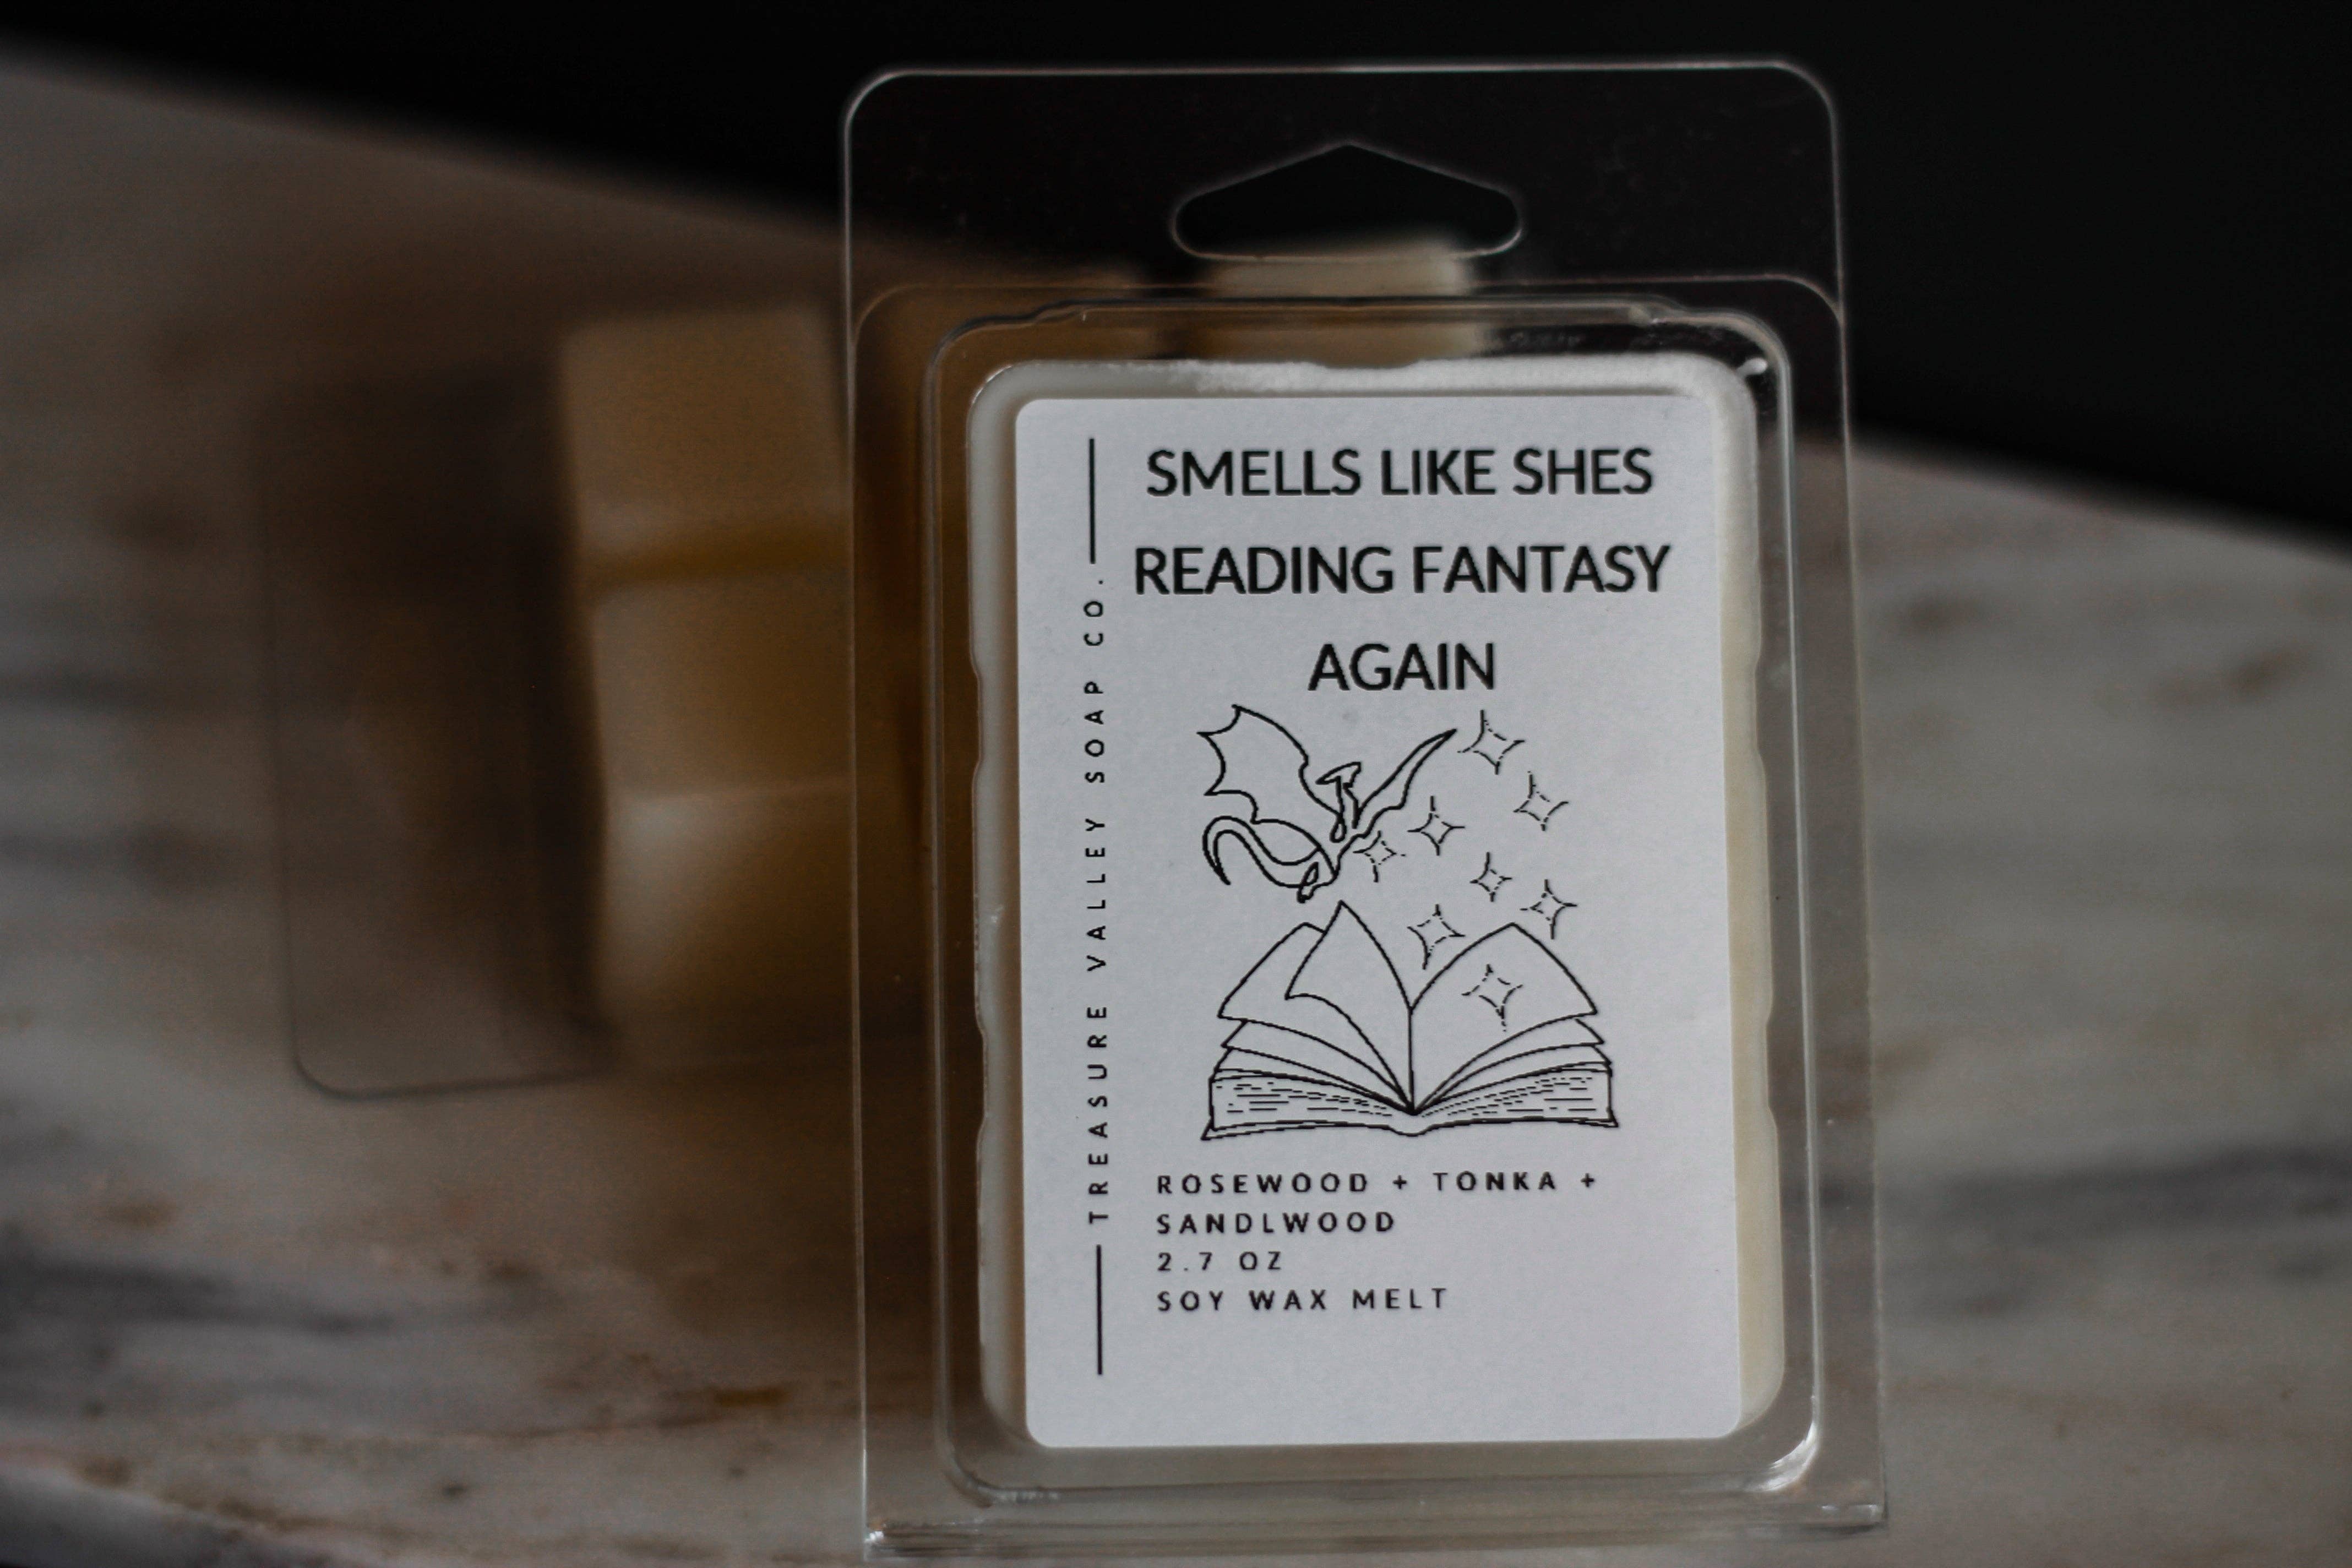 SMELLS LIKE SHES
READING FANTASY
AGAIN
TREASURE VALLEY SOAP CO.
ROSEWOOD + TONKA +
SANDLWOOD
2.7 OZ
SOY WAX MELT